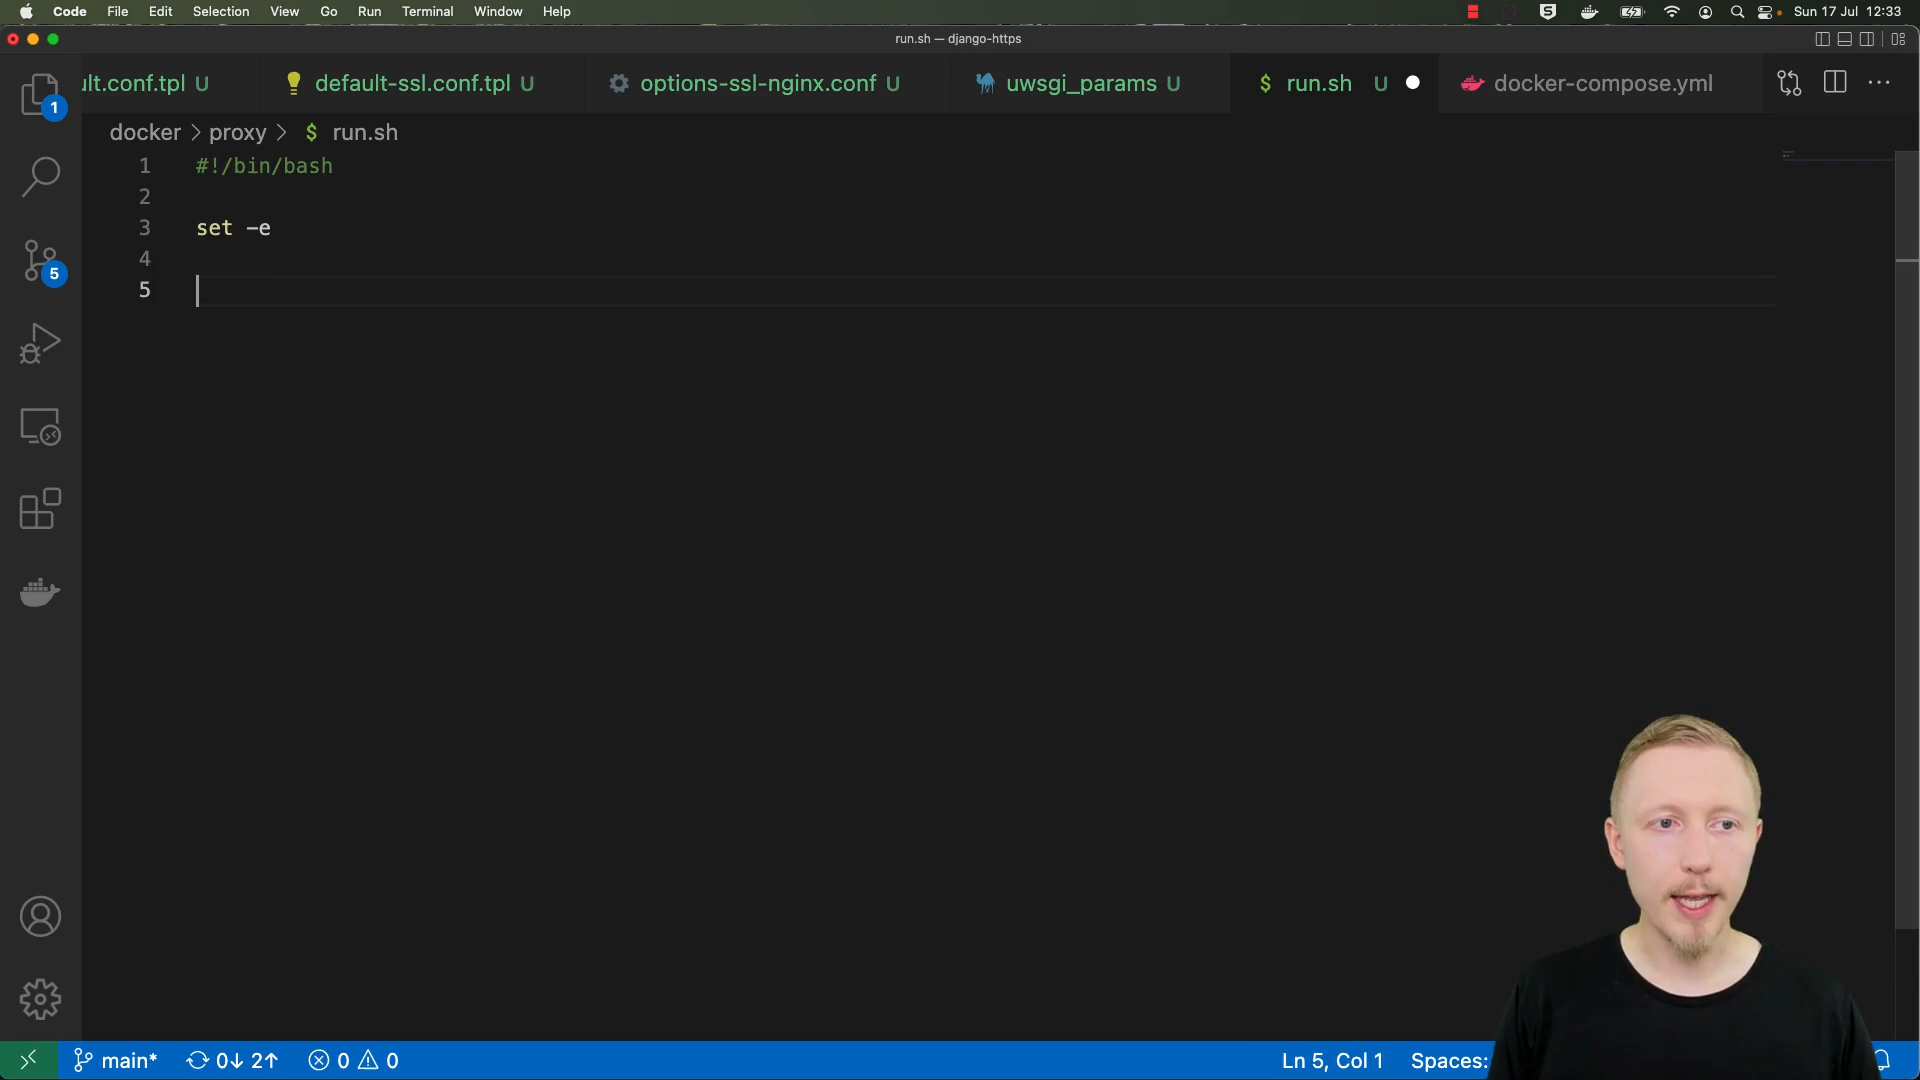 Code File Edit Selection View Go Run Terminal Window Help Sun 17 Jul 12:33
run.sh — django-https
ult.conf.tpl U default-ssl.conf.tpl U options-ssl-nginx.conf U uwsgi_params U $ run.sh U docker-compose.yml
docker > proxy > $ run.sh
1 #!/bin/bash
2
3 set -e
4
5
1
5
main* 0↓ 2↑ 0 0 Ln 5, Col 1 Spaces: